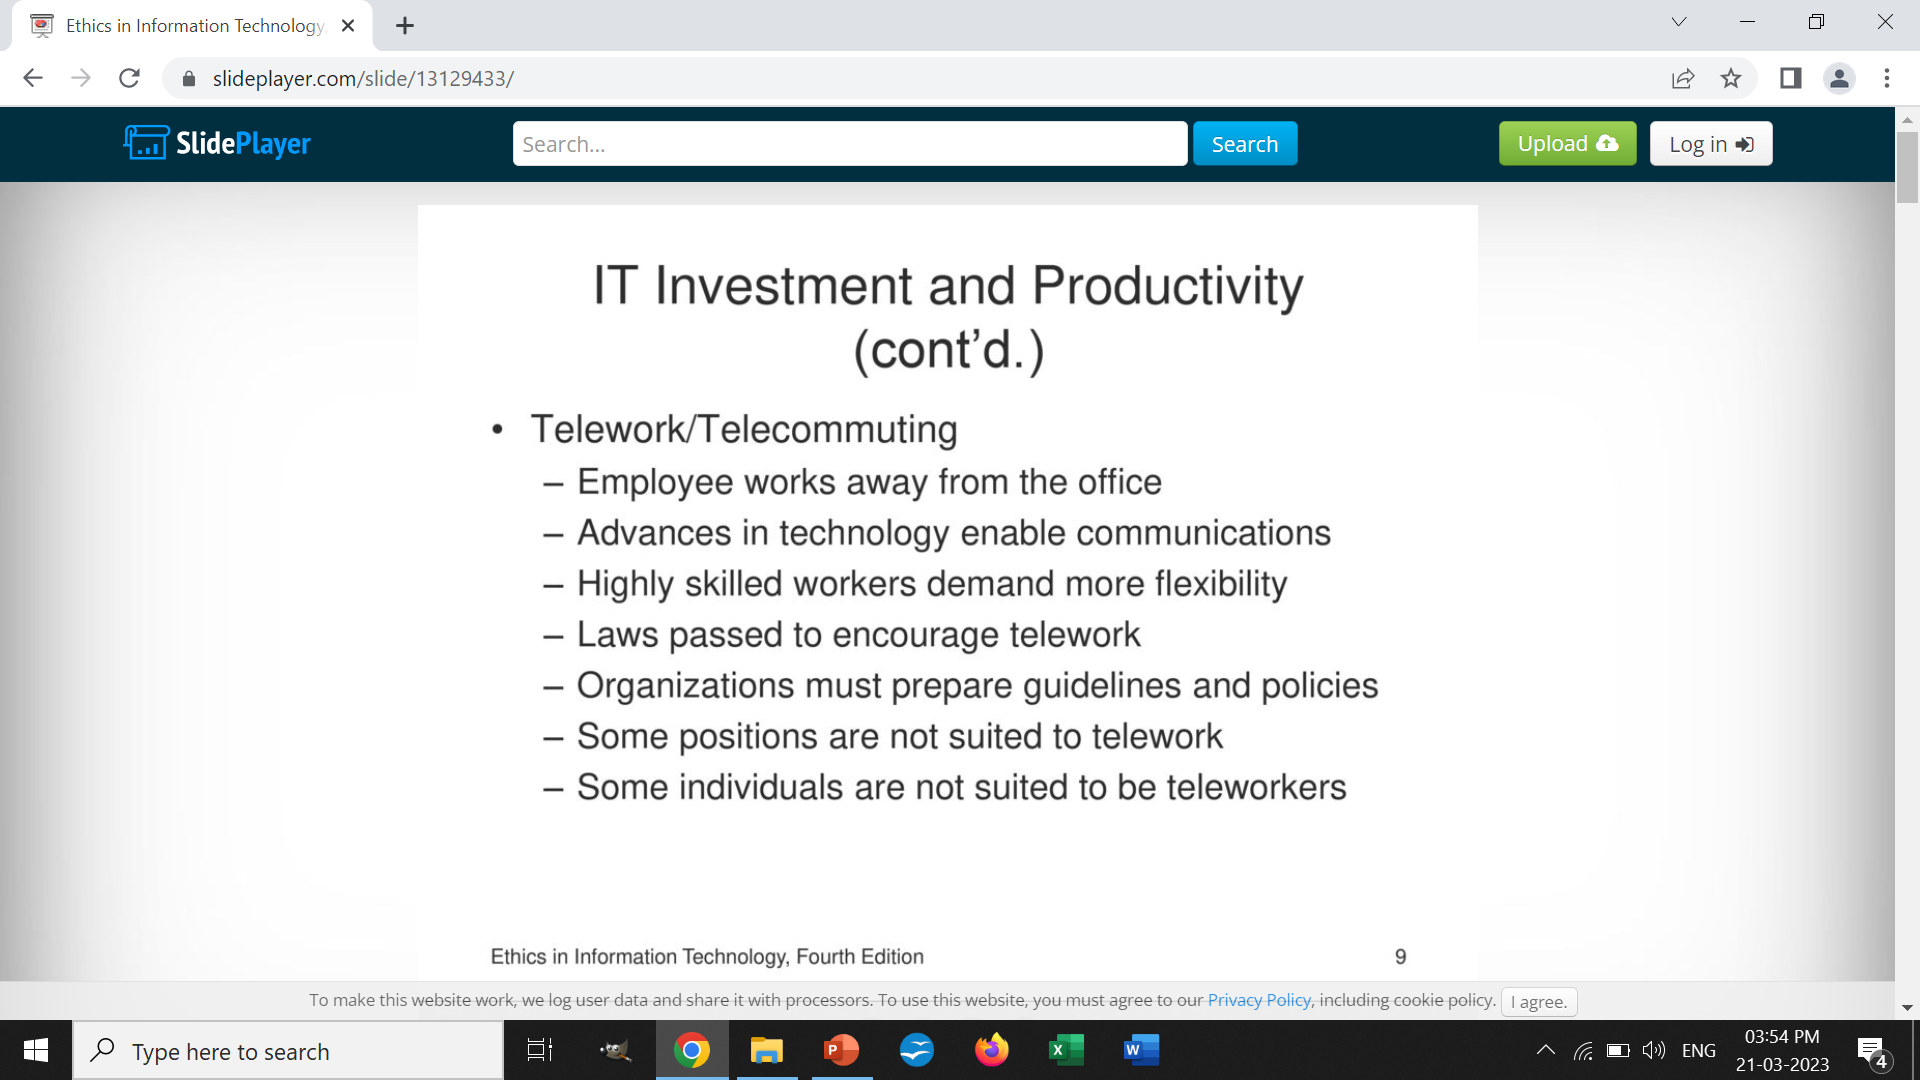 Ethics in Information Technology,
slideplayer.com/slide/13129433/
SlidePlayer
Search...
Search
Upload
Log in
IT Investment and Productivity
(cont’d.)
• Telework/Telecommuting
– Employee works away from the office
– Advances in technology enable communications
– Highly skilled workers demand more flexibility
– Laws passed to encourage telework
– Organizations must prepare guidelines and policies
– Some positions are not suited to telework
– Some individuals are not suited to be teleworkers
Ethics in Information Technology, Fourth Edition 9
To make this website work, we log user data and share it with processors. To use this website, you must agree to our Privacy Policy, including cookie policy. I agree.
Type here to search
P
X
W
ENG
03:54 PM
21-03-2023
4